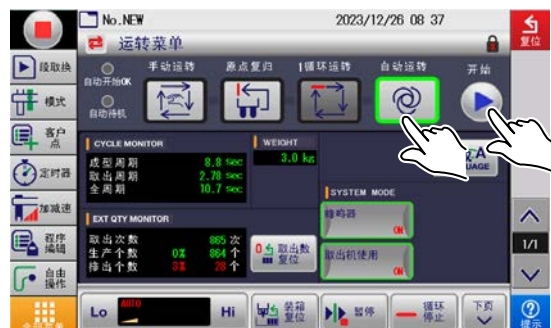 No.NEW 2023/12/26 08 37
运转菜单
复位
段取换
自动开始OK
手动运转 原点复归 1循环运转 自动运转 开始
模式
自动待机
客户点
CYCLE MONITOR
WEIGHT
成型周期 8.8 sec
3.0 kg
取出周期 2.78 sec
全周期 10.7 sec
定时器
加减速
SYSTEM MODE
蜂鸣器
ON
EXT QTY MONITOR
取出次数 865 次
生产个数 0% 864 个
排出个数 3% 28 个
取出数复位
取出机使用
ON
程序编辑
1/1
自由操作
Lo AUTO Hi
装箱复位
暂停
循环停止
下页
提示